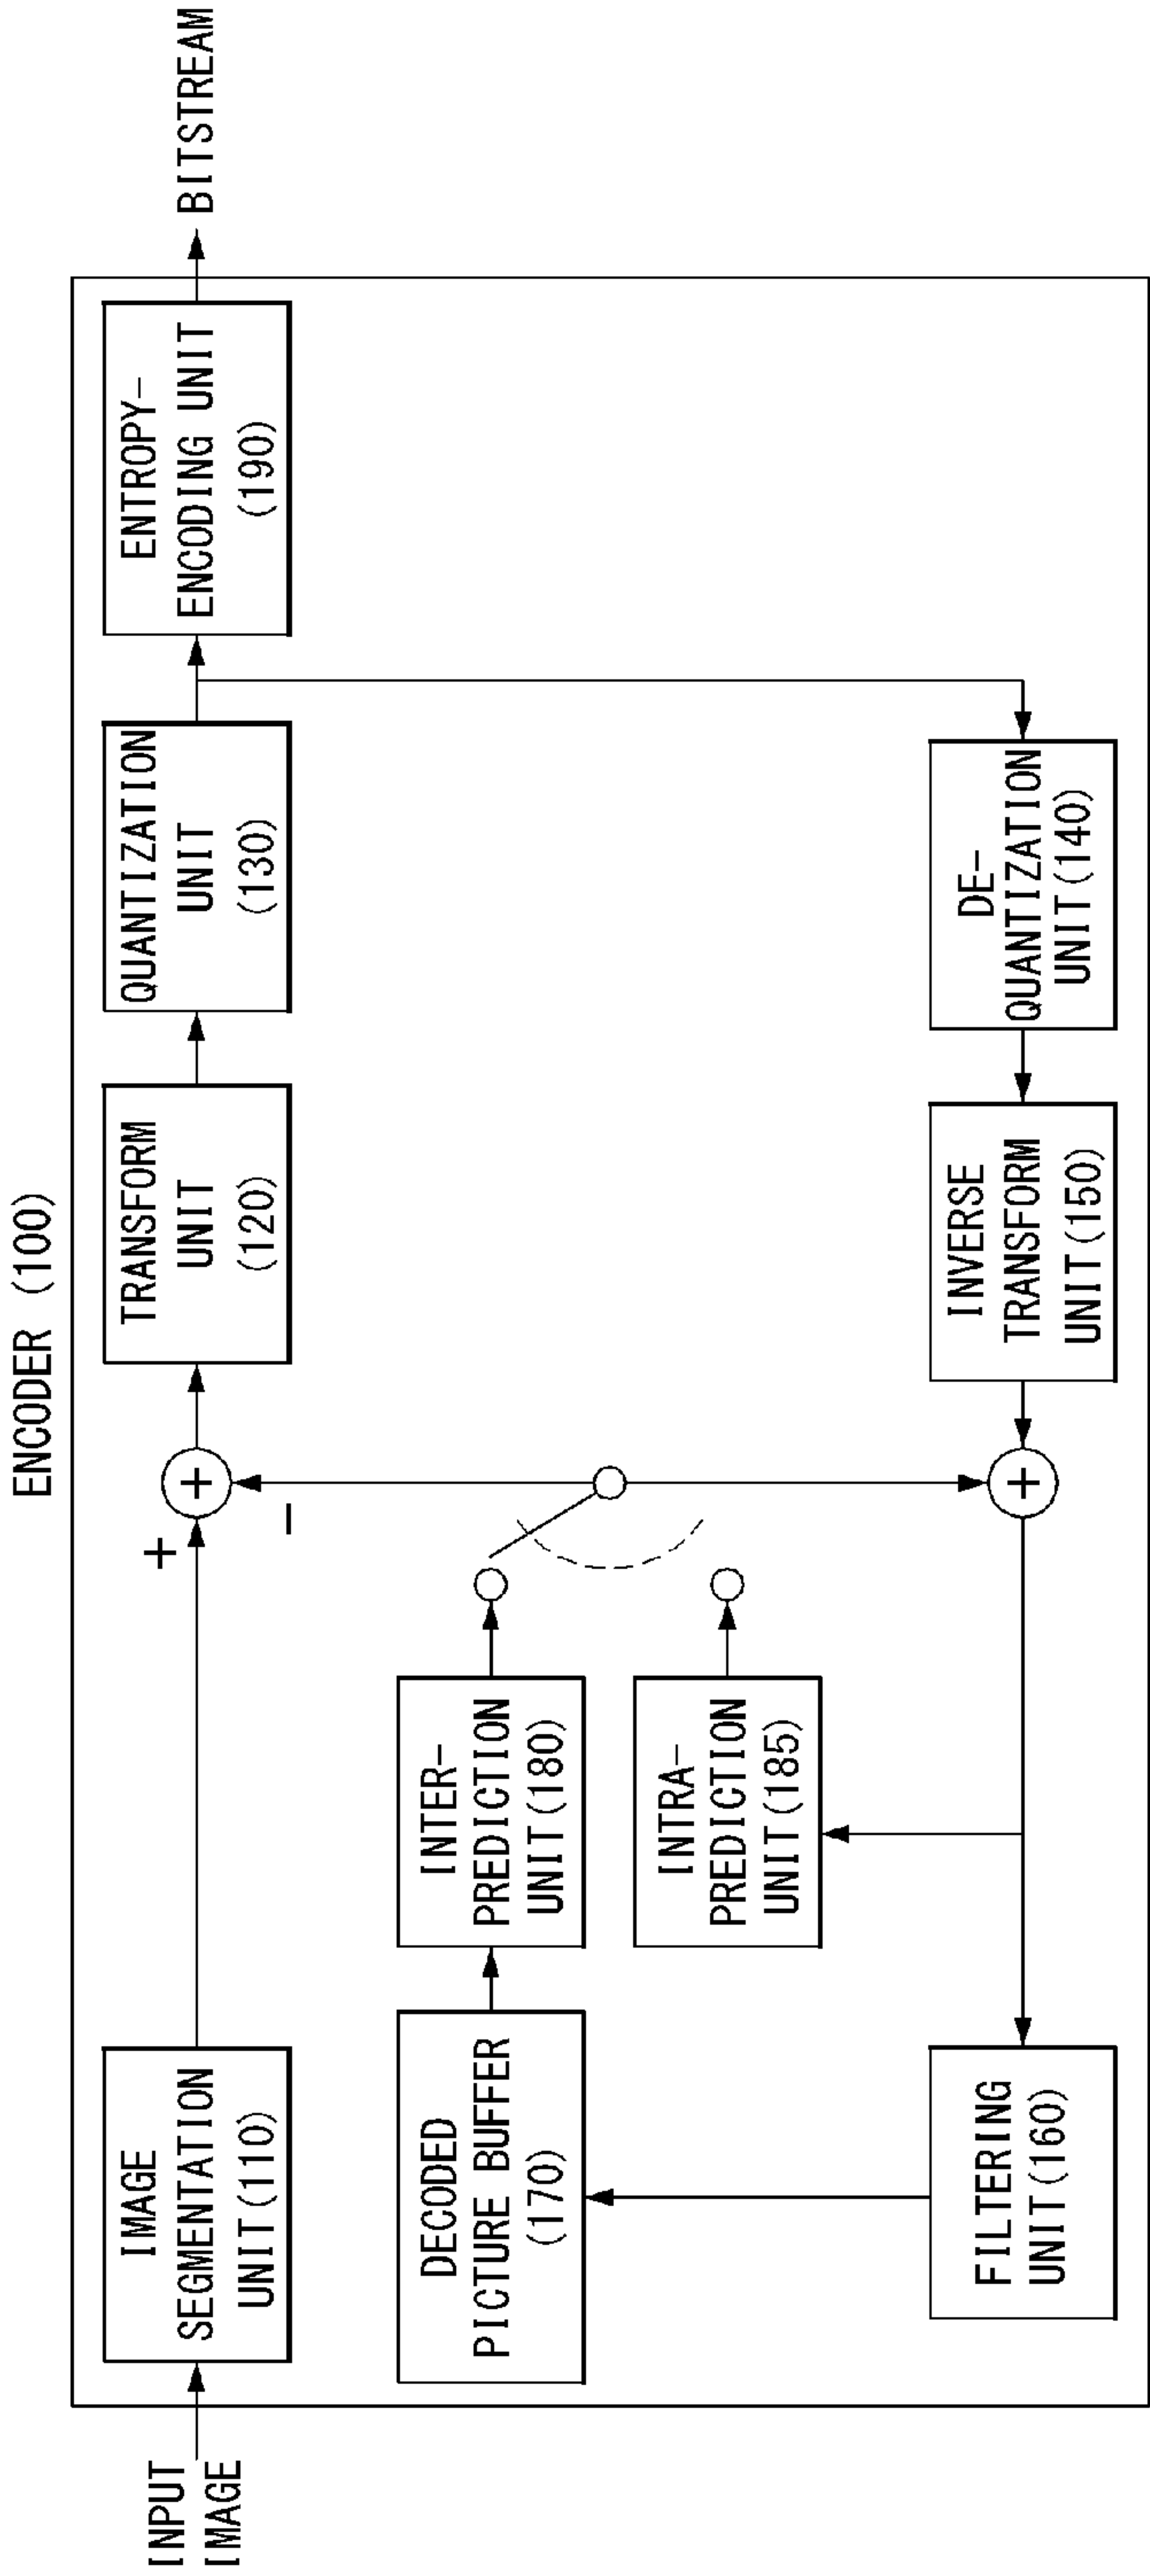 ENCODER (100)
INPUT
IMAGE
IMAGE
SEGMENTATION
UNIT(110)
+
−
+
TRANSFORM
UNIT
(120)
QUANTIZATION
UNIT
(130)
ENTROPY-
ENCODING UNIT
(190)
BITSTREAM
DECODED
PICTURE BUFFER
(170)
INTER-
PREDICTION
UNIT(180)
INTRA-
PREDICTION
UNIT(185)
FILTERING
UNIT(160)
+
INVERSE
TRANSFORM
UNIT(150)
DE-
QUANTIZATION
UNIT(140)